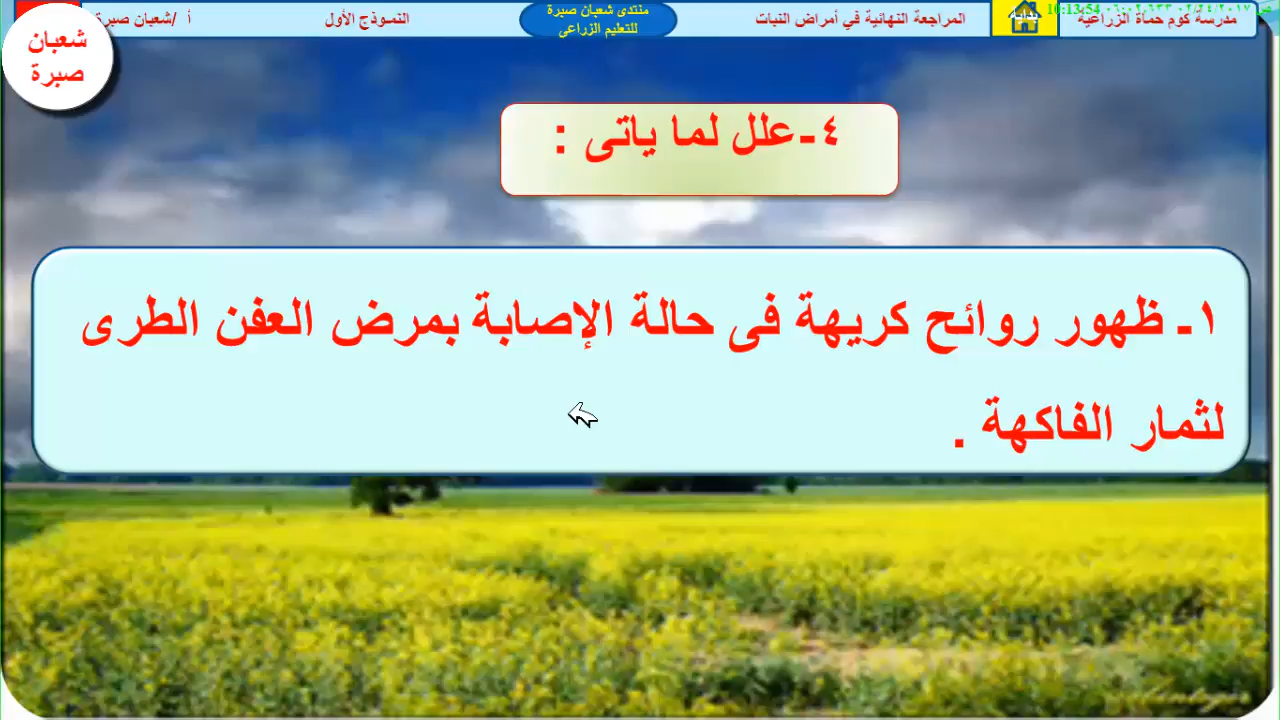 مدرسة كوم حماة الزراعية
المراجعة النهائية في أمراض النبات
منتدى شعبان صبرة
للتعليم الزراعى
النموذج الأول
أ /شعبان صبرة
شعبان
صبرة
٤-علل لما ياتى :
١- ظهور روائح كريهة فى حالة الإصابة بمرض العفن الطرى
لثمار الفاكهة .